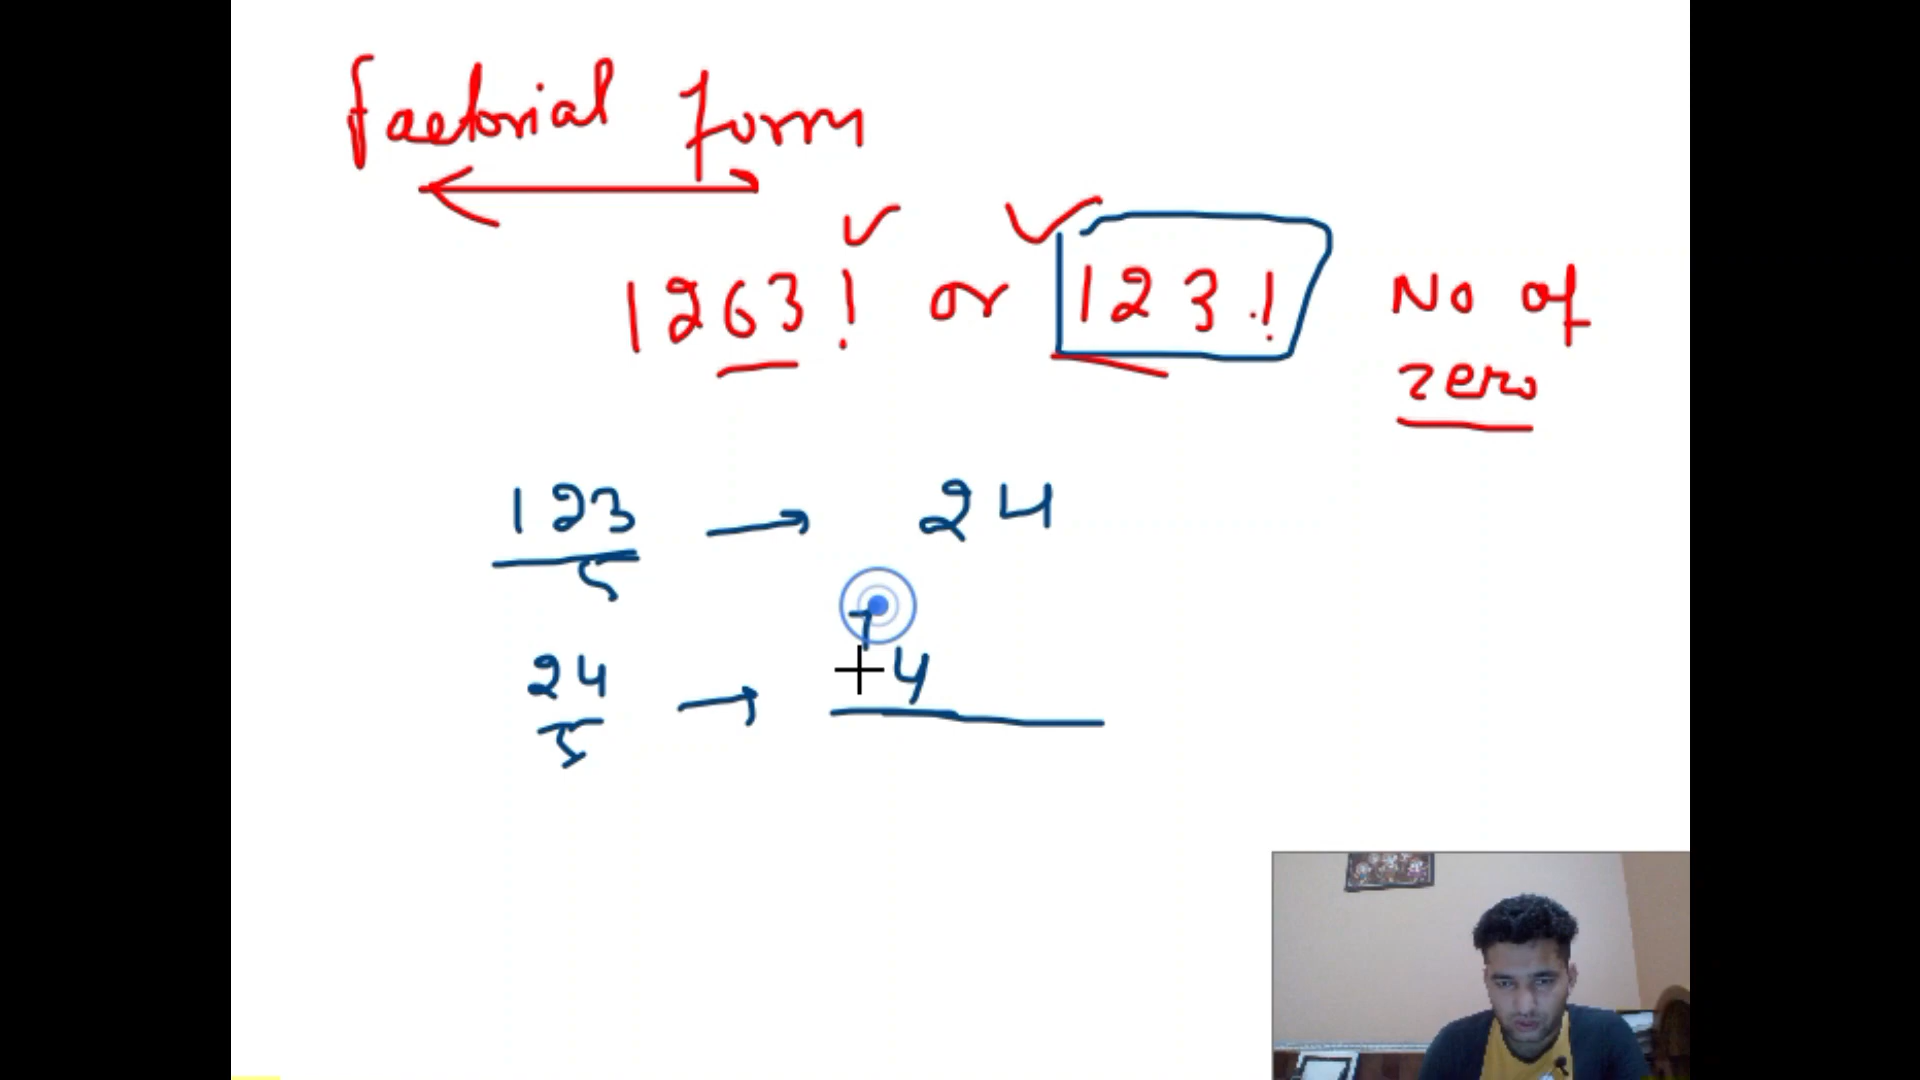 Factorial form
1263! or 123! No of
zero
123/5 → 24
24/5 → + 4